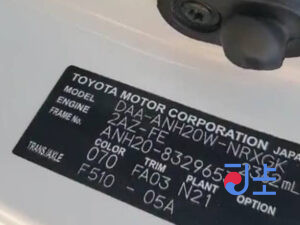 TOYOTA MOTOR CORPORATION JAPAN
MODEL DAA-ANH20W-NRXGK
ENGINE 2AZ-FE
FRAME No. ANH20-832965
COLOR TRIM PLANT OPTION
070 FA03 N21
TRANS./AXLE F510 - 05A